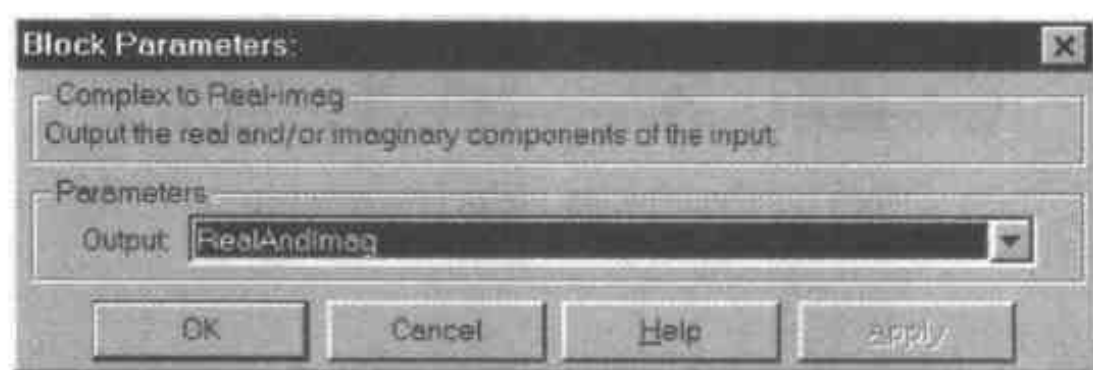 Block Parameters:
Complex to Real-imag
Output the real and/or imaginary components of the input.
Parameters
Output: RealAndImag
OK Cancel Help Apply